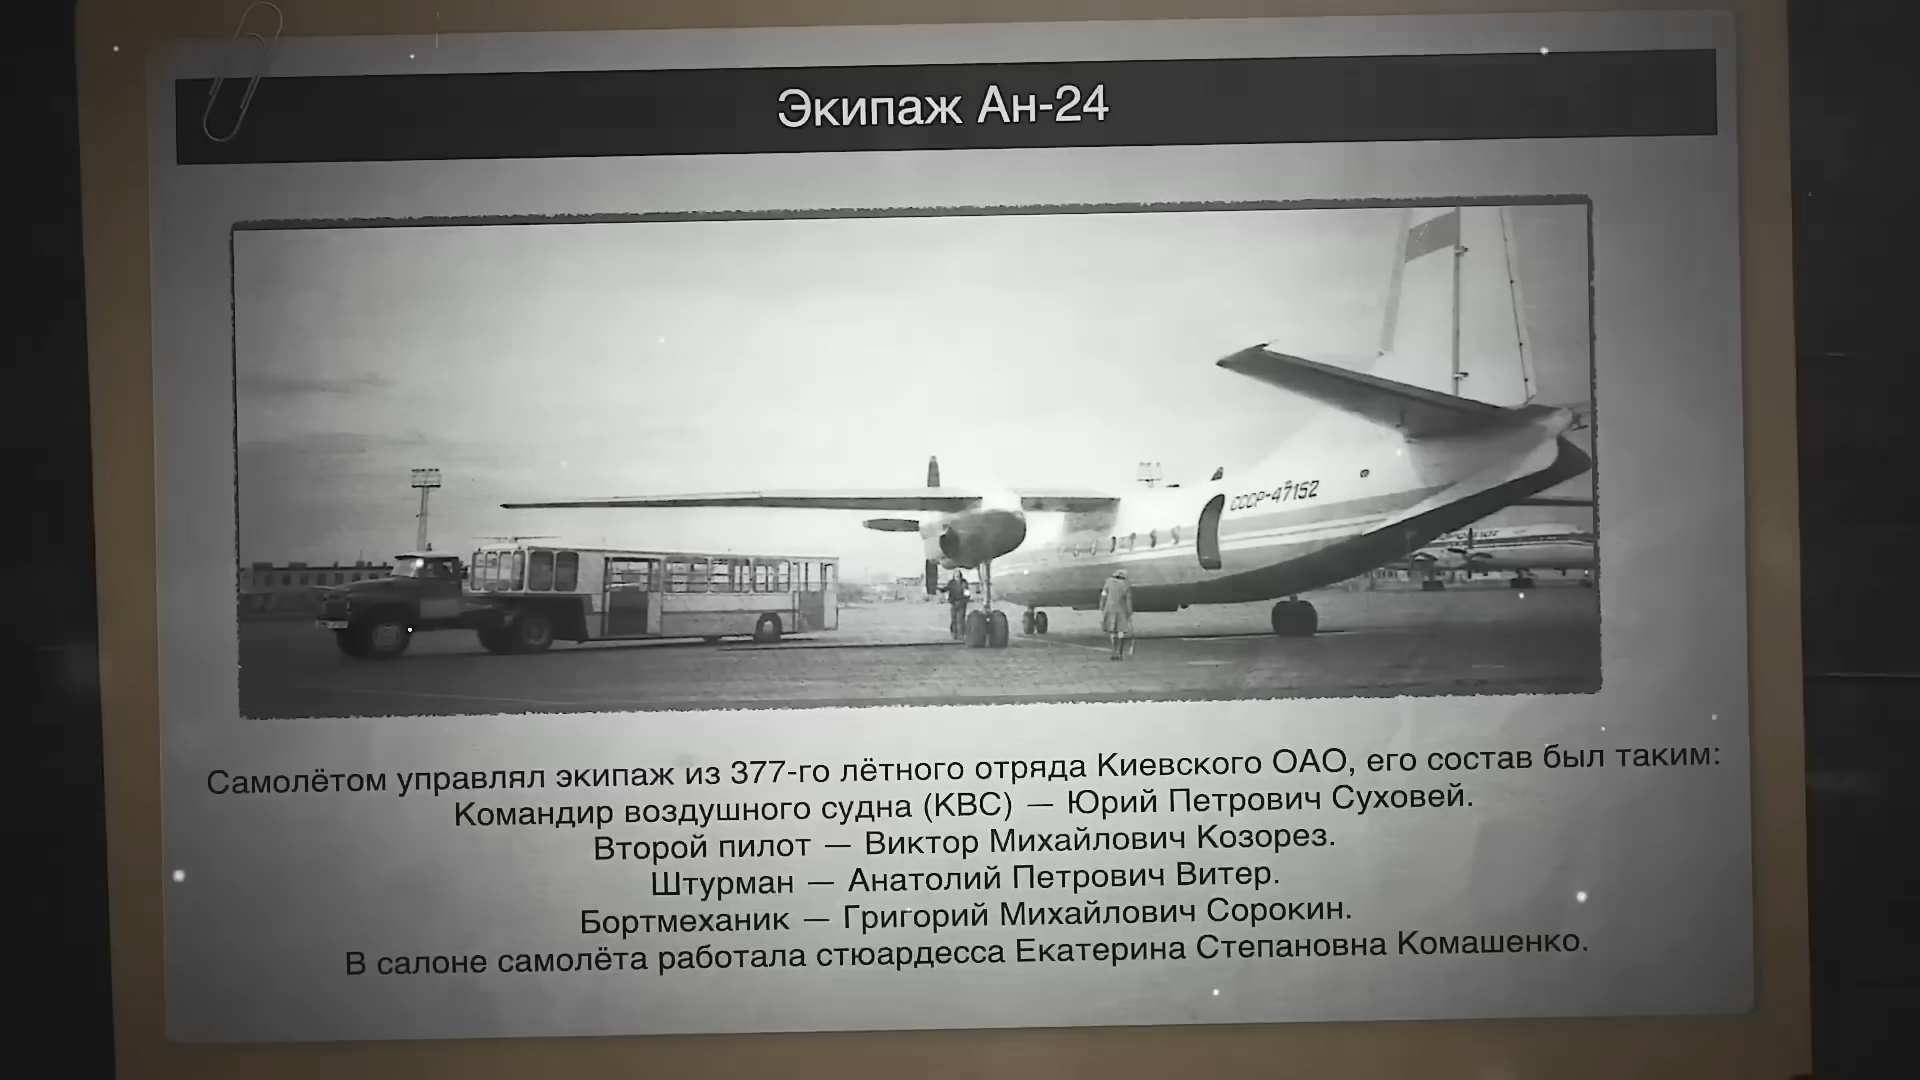 Экипаж Ан-24
СССР-47152
Самолётом управлял экипаж из 377-го лётного отряда Киевского ОАО, его состав был таким:
Командир воздушного судна (КВС) — Юрий Петрович Суховей.
Второй пилот — Виктор Михайлович Козорез.
Штурман — Анатолий Петрович Витер.
Бортмеханик — Григорий Михайлович Сорокин.
В салоне самолёта работала стюардесса Екатерина Степановна Комашенко.